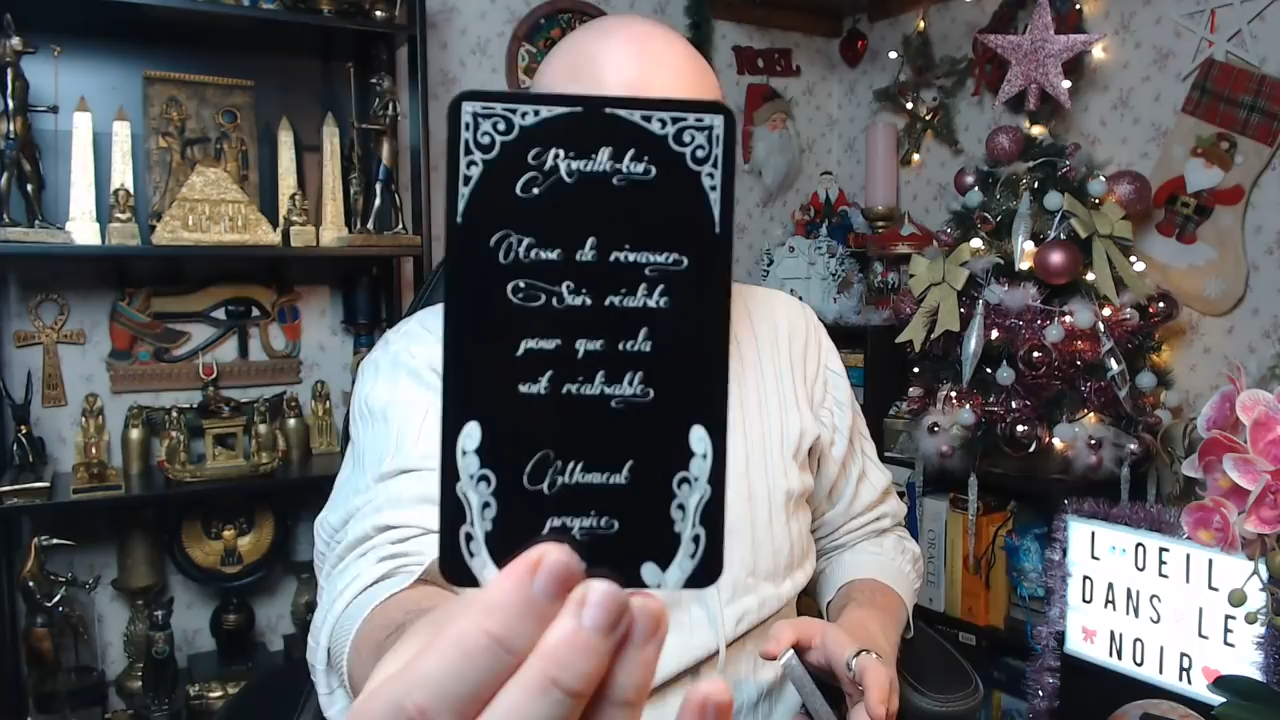 NOEL
Réveille-toi
Cesse de rêvasser
Sois réaliste
pour que cela
soit réalisable
Moment
propice
ORACLE
L'OEIL
DANS LE
NOIR